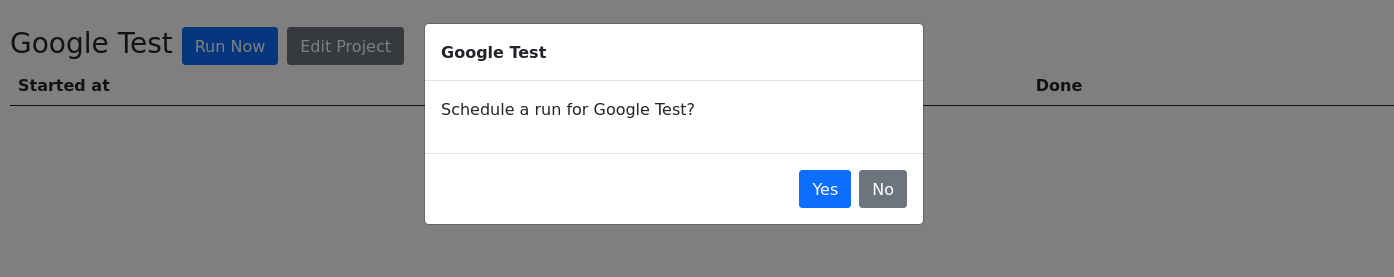 Google Test Run Now Edit Project
Started at Done
Google Test
Schedule a run for Google Test?
Yes No